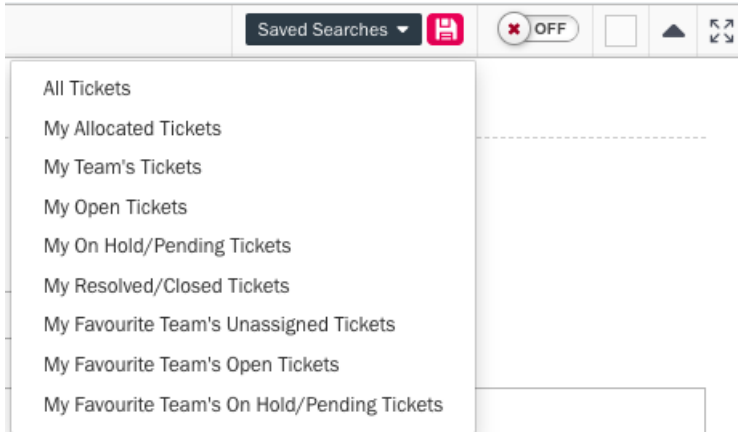 Saved Searches
OFF
All Tickets
My Allocated Tickets
My Team's Tickets
My Open Tickets
My On Hold/Pending Tickets
My Resolved/Closed Tickets
My Favourite Team's Unassigned Tickets
My Favourite Team's Open Tickets
My Favourite Team's On Hold/Pending Tickets